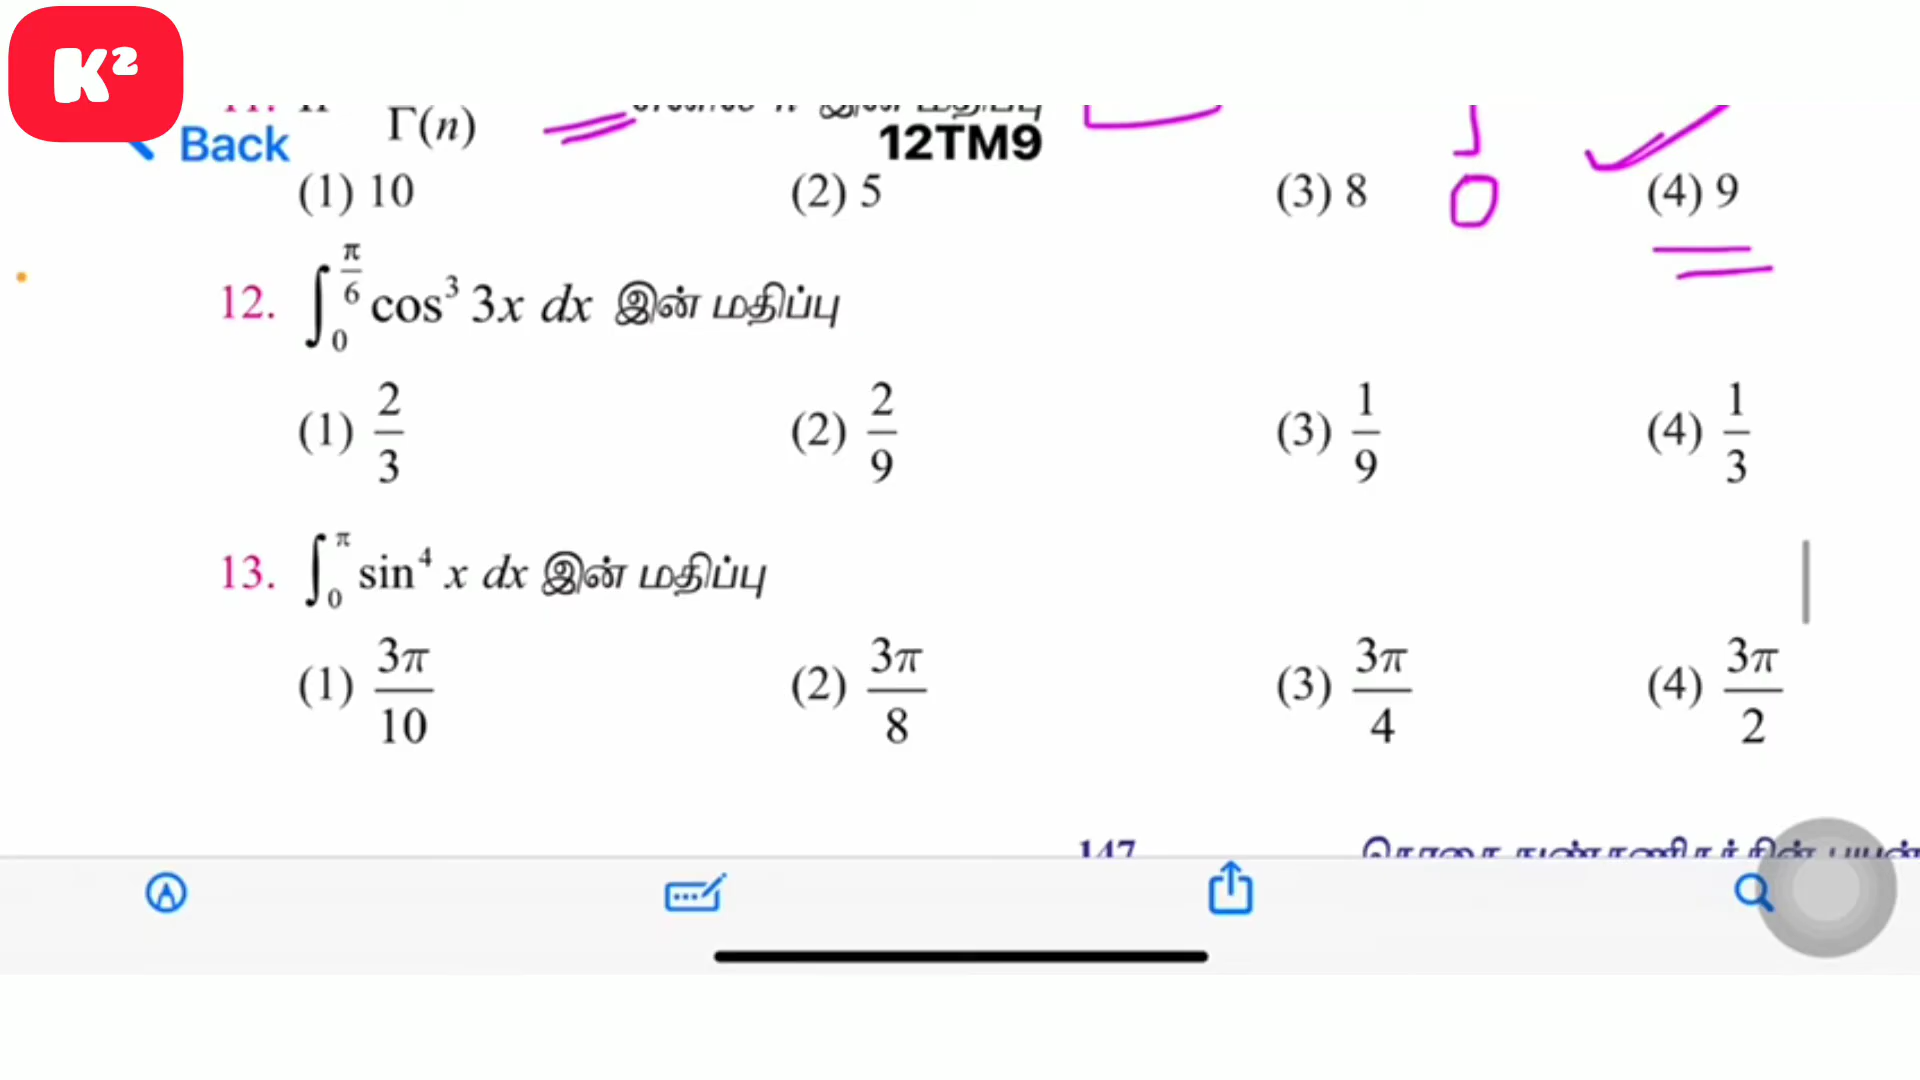 K²
Γ(n)
Back
12TM9
(1) 10 (2) 5 (3) 8 (4) 9
12. ∫₀^(π/6) cos³ 3x dx இன் மதிப்பு
(1) 2/3 (2) 2/9 (3) 1/9 (4) 1/3
13. ∫₀^π sin⁴ x dx இன் மதிப்பு
(1) 3π/10 (2) 3π/8 (3) 3π/4 (4) 3π/2
147